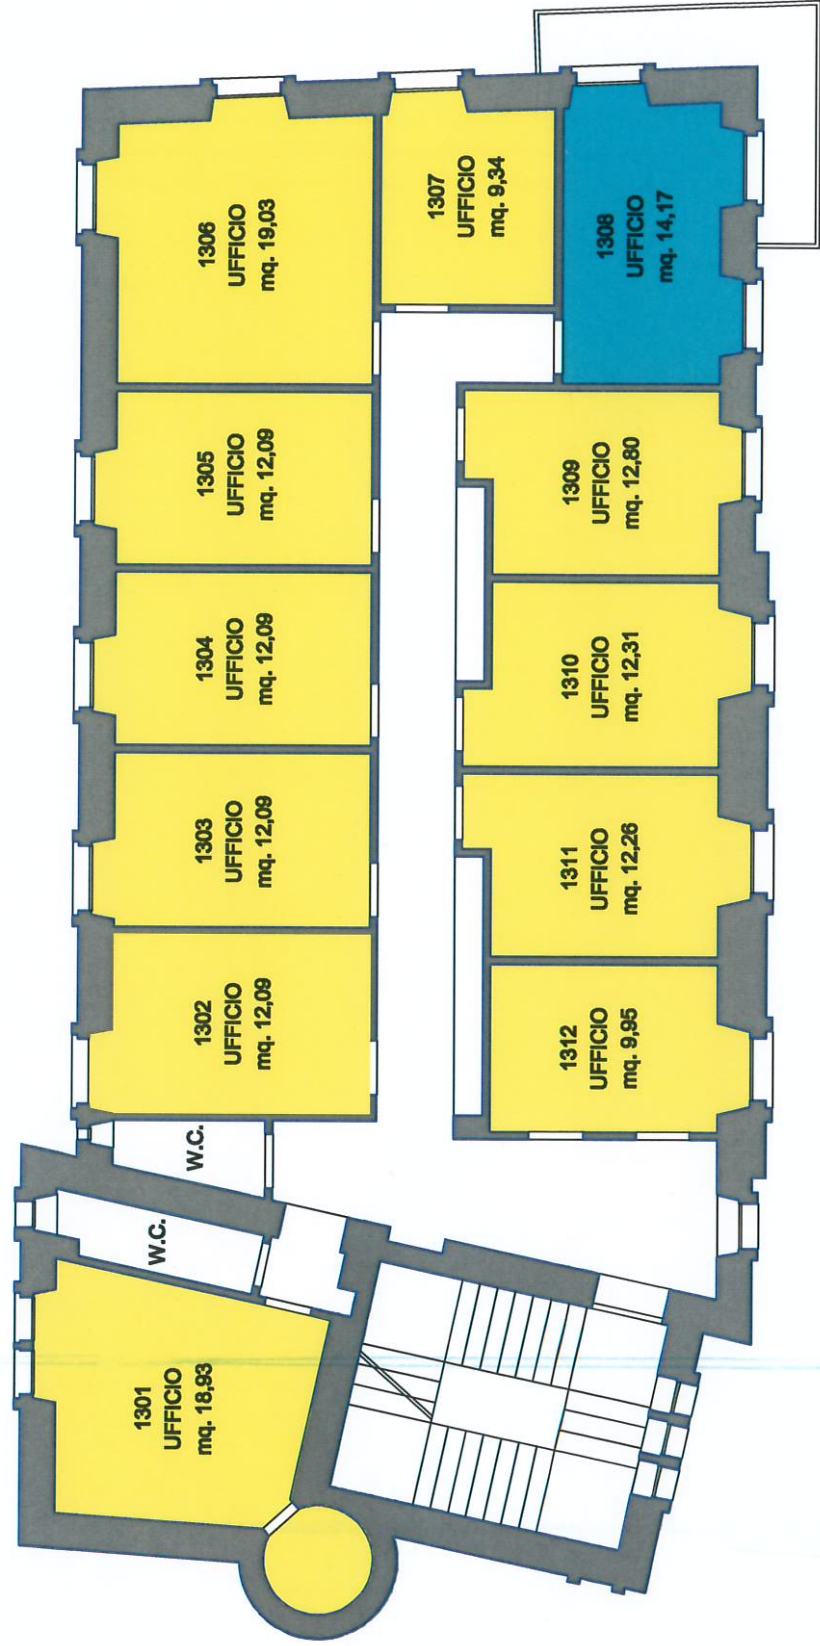 1301
UFFICIO
mq. 18,93
W.C.
W.C.
1302
UFFICIO
mq. 12,09
1303
UFFICIO
mq. 12,09
1304
UFFICIO
mq. 12,09
1305
UFFICIO
mq. 12,09
1306
UFFICIO
mq. 19,03
1307
UFFICIO
mq. 9,34
1308
UFFICIO
mq. 14,17
1309
UFFICIO
mq. 12,80
1310
UFFICIO
mq. 12,31
1311
UFFICIO
mq. 12,26
1312
UFFICIO
mq. 9,95